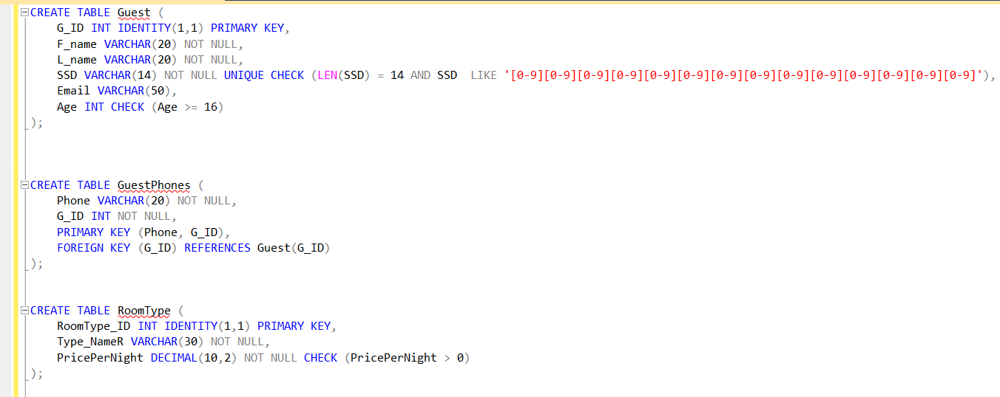 CREATE TABLE Guest (
    G_ID INT IDENTITY(1,1) PRIMARY KEY,
    F_name VARCHAR(20) NOT NULL,
    L_name VARCHAR(20) NOT NULL,
    SSD VARCHAR(14) NOT NULL UNIQUE CHECK (LEN(SSD) = 14 AND SSD  LIKE '[0-9][0-9][0-9][0-9][0-9][0-9][0-9][0-9][0-9][0-9][0-9][0-9][0-9][0-9]'),
    Email VARCHAR(50),
    Age INT CHECK (Age >= 16)
);
CREATE TABLE GuestPhones (
    Phone VARCHAR(20) NOT NULL,
    G_ID INT NOT NULL,
    PRIMARY KEY (Phone, G_ID),
    FOREIGN KEY (G_ID) REFERENCES Guest(G_ID)
);
CREATE TABLE RoomType (
    RoomType_ID INT IDENTITY(1,1) PRIMARY KEY,
    Type_NameR VARCHAR(30) NOT NULL,
    PricePerNight DECIMAL(10,2) NOT NULL CHECK (PricePerNight > 0)
);